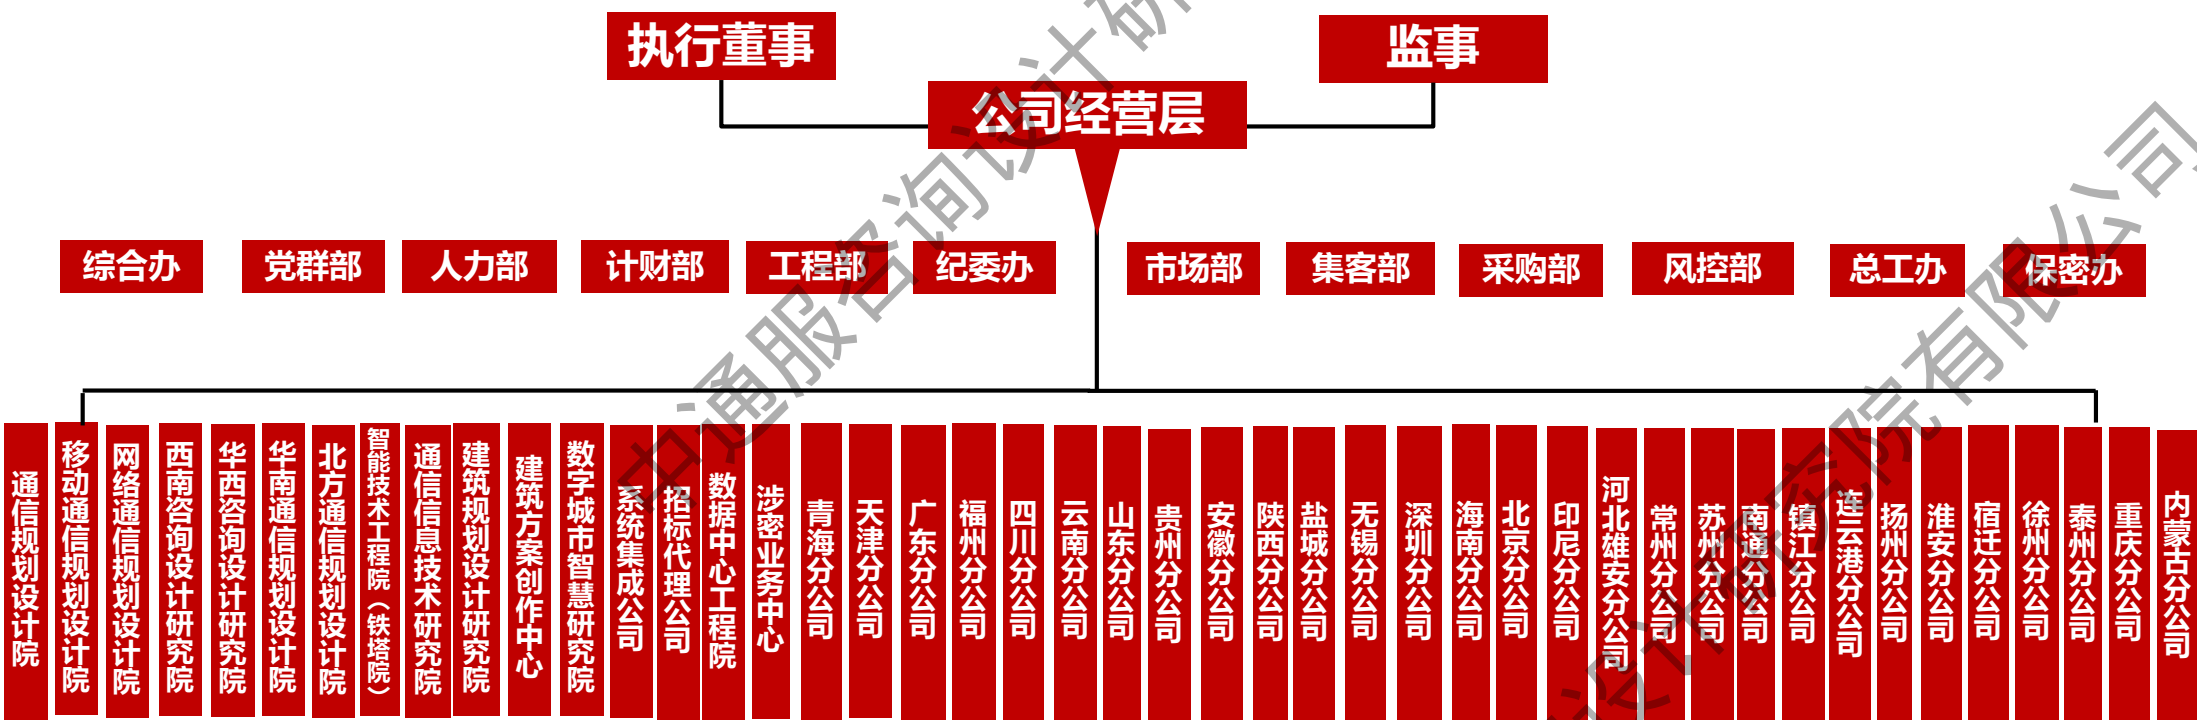 执行董事
监事
公司经营层
综合办
党群部
人力部
计财部
工程部
纪委办
市场部
集客部
采购部
风控部
总工办
保密办
通信规划设计院
移动通信规划设计院
网络通信规划设计院
西南咨询设计研究院
华西咨询设计研究院
华南通信规划设计院
北方通信规划设计院
智能技术工程院（铁塔院）
通信信息技术研究院
建筑规划设计研究院
建筑方案创作中心
数字城市智慧研究院
系统集成公司
招标代理公司
数据中心工程院
涉密业务中心
青海分公司
天津分公司
广东分公司
福州分公司
四川分公司
云南分公司
山东分公司
贵州分公司
安徽分公司
陕西分公司
盐城分公司
无锡分公司
深圳分公司
海南分公司
北京分公司
印尼分公司
河北雄安分公司
常州分公司
苏州分公司
南通分公司
镇江分公司
连云港分公司
扬州分公司
淮安分公司
宿迁分公司
徐州分公司
泰州分公司
重庆分公司
内蒙古分公司
中通服咨询设计研
设计研究院有限公司